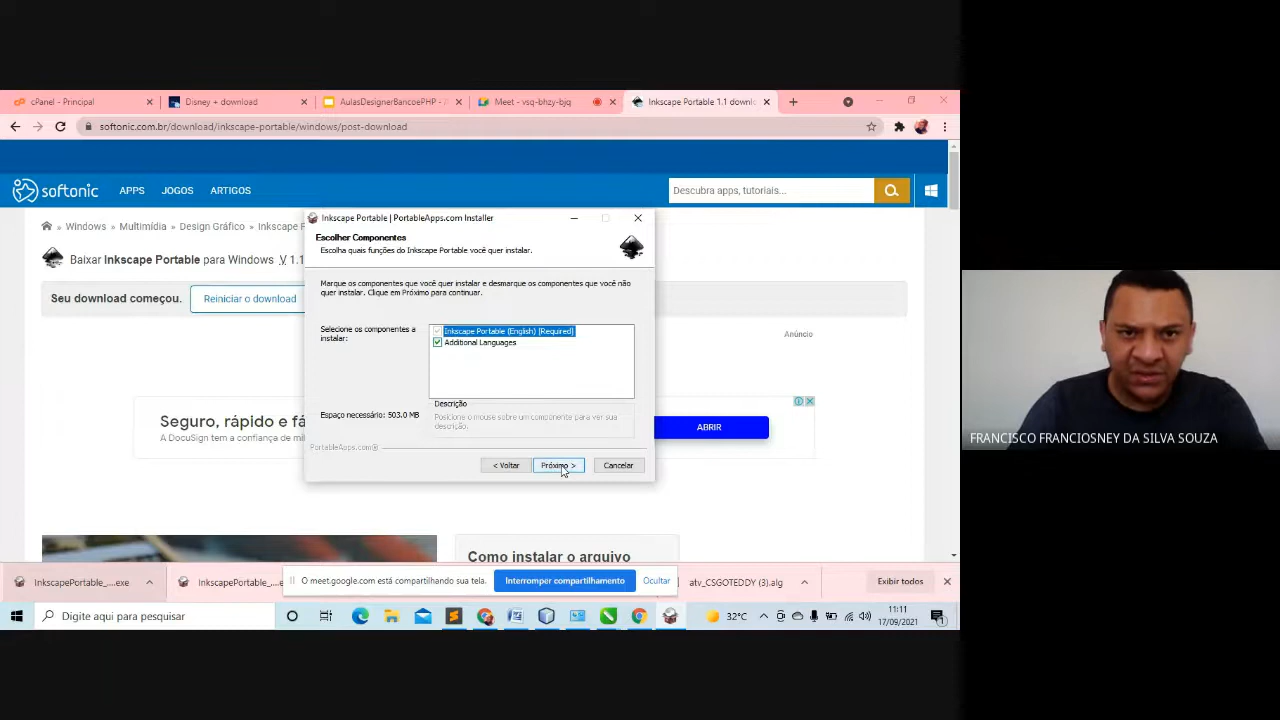 cPanel - Principal
Disney + download
AulasDesignerBancoePHP - A
Meet - vsq-bhzy-bjq
Inkscape Portable 1.1 downl
softonic.com.br/download/inkscape-portable/windows/post-download
softonic
APPS
JOGOS
ARTIGOS
Descubra apps, tutoriais...
Windows » Multimídia » Design Gráfico » Inkscape P
Baixar Inkscape Portable para Windows V 1.1
Seu download começou.
Reiniciar o download
Anúncio
Seguro, rápido e fá
A DocuSign tem a confiança de mil
ABRIR
Como instalar o arquivo
Inkscape Portable | PortableApps.com Installer
Escolher Componentes
Escolha quais funções do Inkscape Portable você quer instalar.
Marque os componentes que você quer instalar e desmarque os componentes que você não
quer instalar. Clique em Próximo para continuar.
Selecione os componentes a
instalar:
Inkscape Portable (English) [Required]
Additional Languages
Espaço necessário: 503.0 MB
Descrição
Posicione o mouse sobre um componente para ver sua
descrição.
PortableApps.com®
< Voltar
Próximo >
Cancelar
FRANCISCO FRANCIOSNEY DA SILVA SOUZA
InkscapePortable_....exe
InkscapePortable_...e
O meet.google.com está compartilhando sua tela.
Interromper compartilhamento
Ocultar
atv_CSGOTEDDY (3).alg
Exibir todos
Digite aqui para pesquisar
32°C
11:11
17/09/2021
1